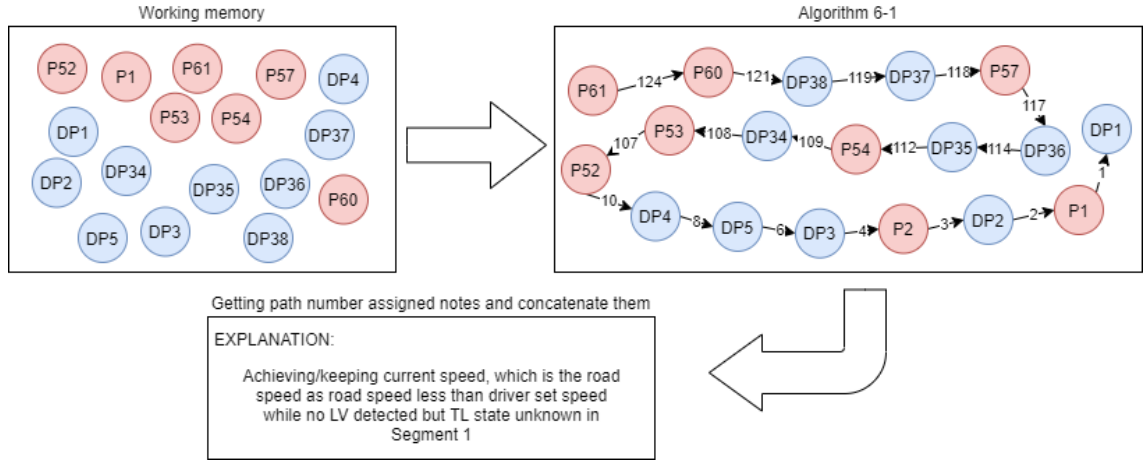 Working memory
P52
P1
P61
P57
DP4
P53
P54
DP1
DP37
DP34
DP2
DP35
DP36
P60
DP5
DP3
DP38
Algorithm 6-1
P61
124
P60
121
DP38
119
DP37
118
P57
117
DP1
DP36
114
DP35
112
P54
109
DP34
108
P53
107
P52
10
DP4
8
DP5
6
DP3
4
P2
3
DP2
2
P1
1
Getting path number assigned notes and concatenate them
EXPLANATION:
Achieving/keeping current speed, which is the road
speed as road speed less than driver set speed
while no LV detected but TL state unknown in
Segment 1